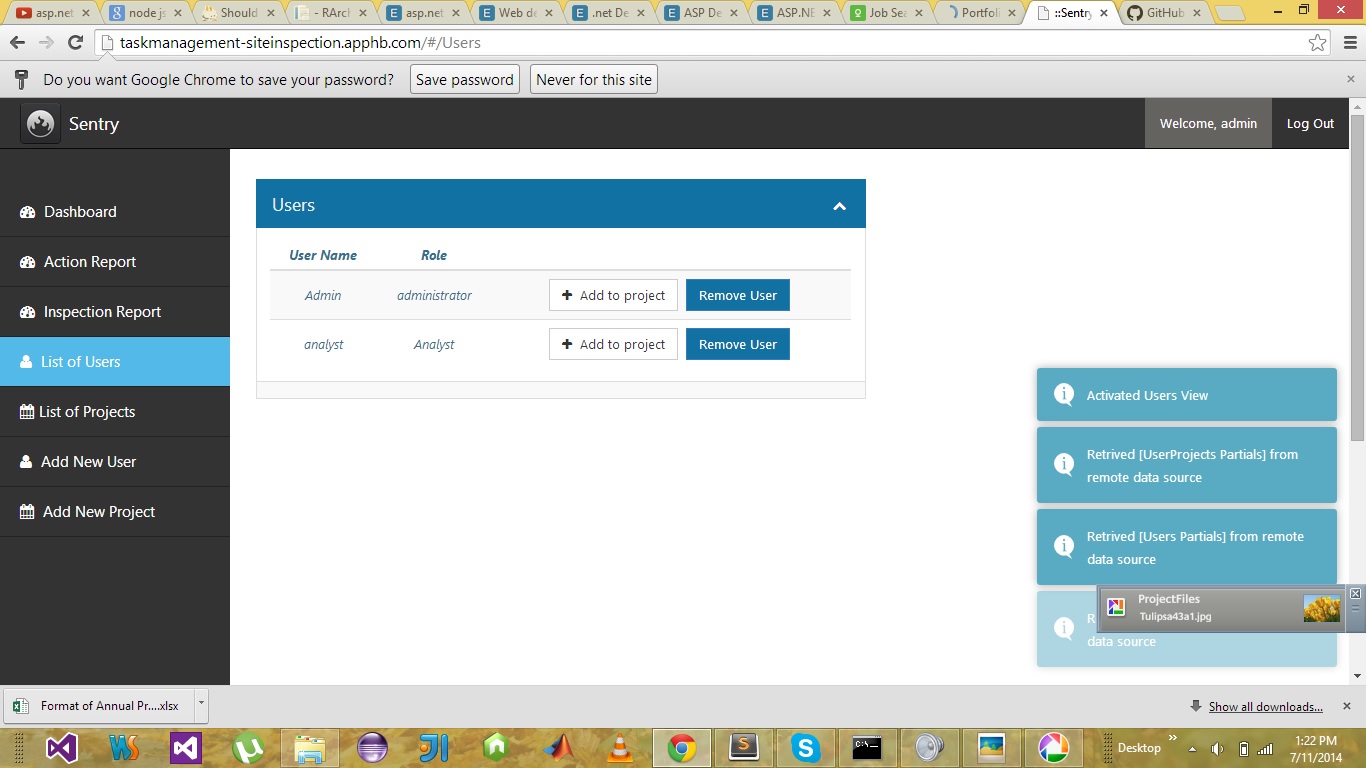 asp.net
node js
Should
- RArch
asp.net
Web de
.net De
ASP De
ASP.NE
Job Sea
Portfoli
::Sentry
GitHub
taskmanagement-siteinspection.apphb.com/#/Users
Do you want Google Chrome to save your password?
Save password
Never for this site
Sentry
Welcome, admin
Log Out
Dashboard
Action Report
Inspection Report
List of Users
List of Projects
Add New User
Add New Project
Users
User Name Role
Admin administrator Add to project Remove User
analyst Analyst Add to project Remove User
Activated Users View
Retrived [UserProjects Partials] from
remote data source
Retrived [Users Partials] from remote
data source
R
data source
ProjectFiles
Tulipsa43a1.jpg
Format of Annual Pr....xlsx
Show all downloads...
Desktop
1:22 PM
7/11/2014